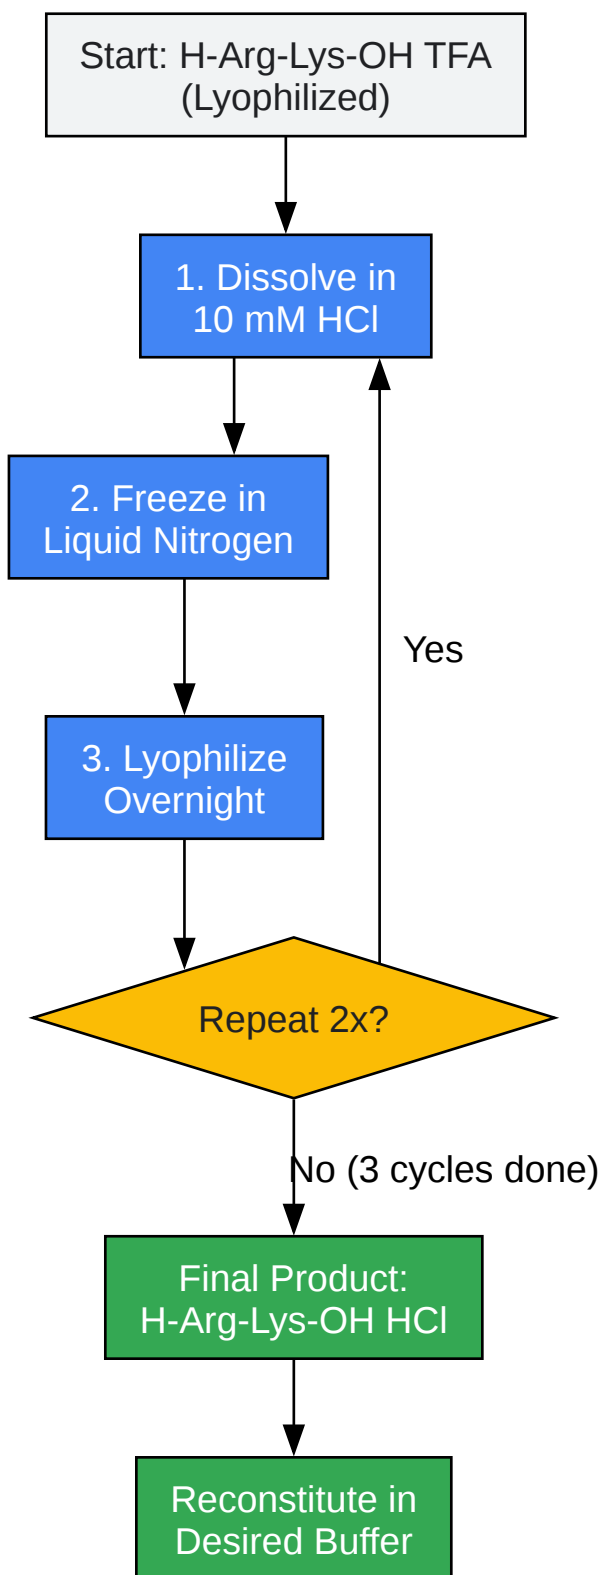 Start: H-Arg-Lys-OH TFA
(Lyophilized)
1. Dissolve in
10 mM HCl
2. Freeze in
Liquid Nitrogen
Yes
3. Lyophilize
Overnight
Repeat 2x?
No (3 cycles done)
Final Product:
H-Arg-Lys-OH HCl
Reconstitute in
Desired Buffer